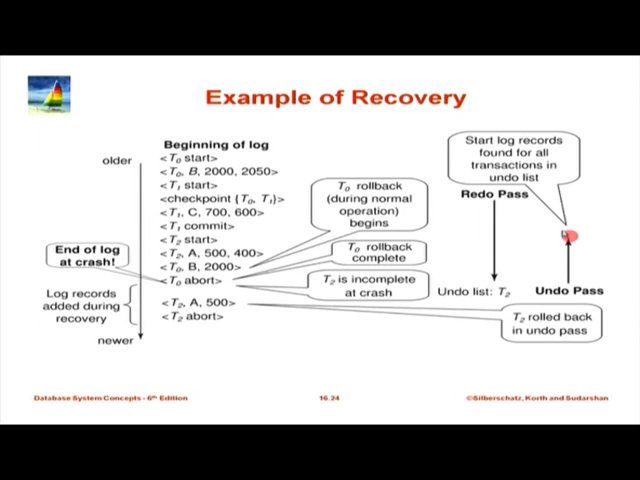 Example of Recovery
Beginning of log
older
<T0 start>
<T0, B, 2000, 2050>
<T1 start>
<checkpoint {T0, T1}>
<T1, C, 700, 600>
<T1 commit>
<T2 start>
<T2, A, 500, 400>
<T0, B, 2000>
<T0 abort>
<T2, A, 500>
<T2 abort>
End of log
at crash!
Log records
added during
recovery
newer
T0 rollback
(during normal
operation)
begins
T0 rollback
complete
T2 is incomplete
at crash
Start log records
found for all
transactions in
undo list
Redo Pass
Undo list: T2
Undo Pass
T2 rolled back
in undo pass
Database System Concepts - 6th Edition
16.24
©Silberschatz, Korth and Sudarshan